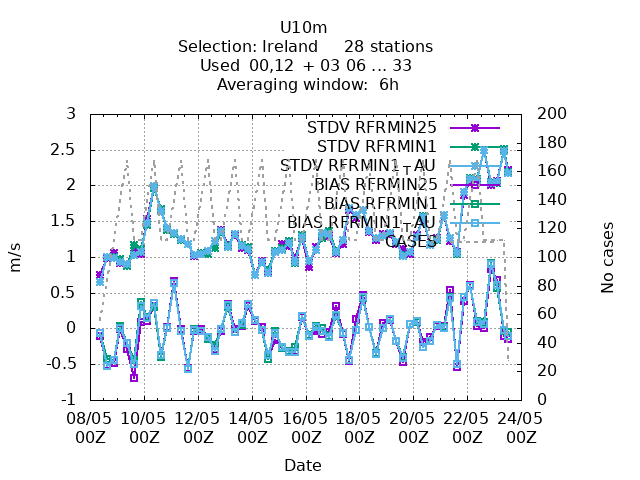 U10m
Selection: Ireland 28 stations
Used 00,12 + 03 06 ... 33
Averaging window: 6h
3
2.5
2
1.5
1
0.5
0
-0.5
-1
m/s
200
180
160
140
120
100
80
60
40
20
0
No cases
STDV RFRMIN25
STDV RFRMIN1
STDV RFRMIN1_AU
BIAS RFRMIN25
BIAS RFRMIN1
BIAS RFRMIN1_AU
CASES
08/05 10/05 12/05 14/05 16/05 18/05 20/05 22/05 24/05
00Z 00Z 00Z 00Z 00Z 00Z 00Z 00Z 00Z
Date